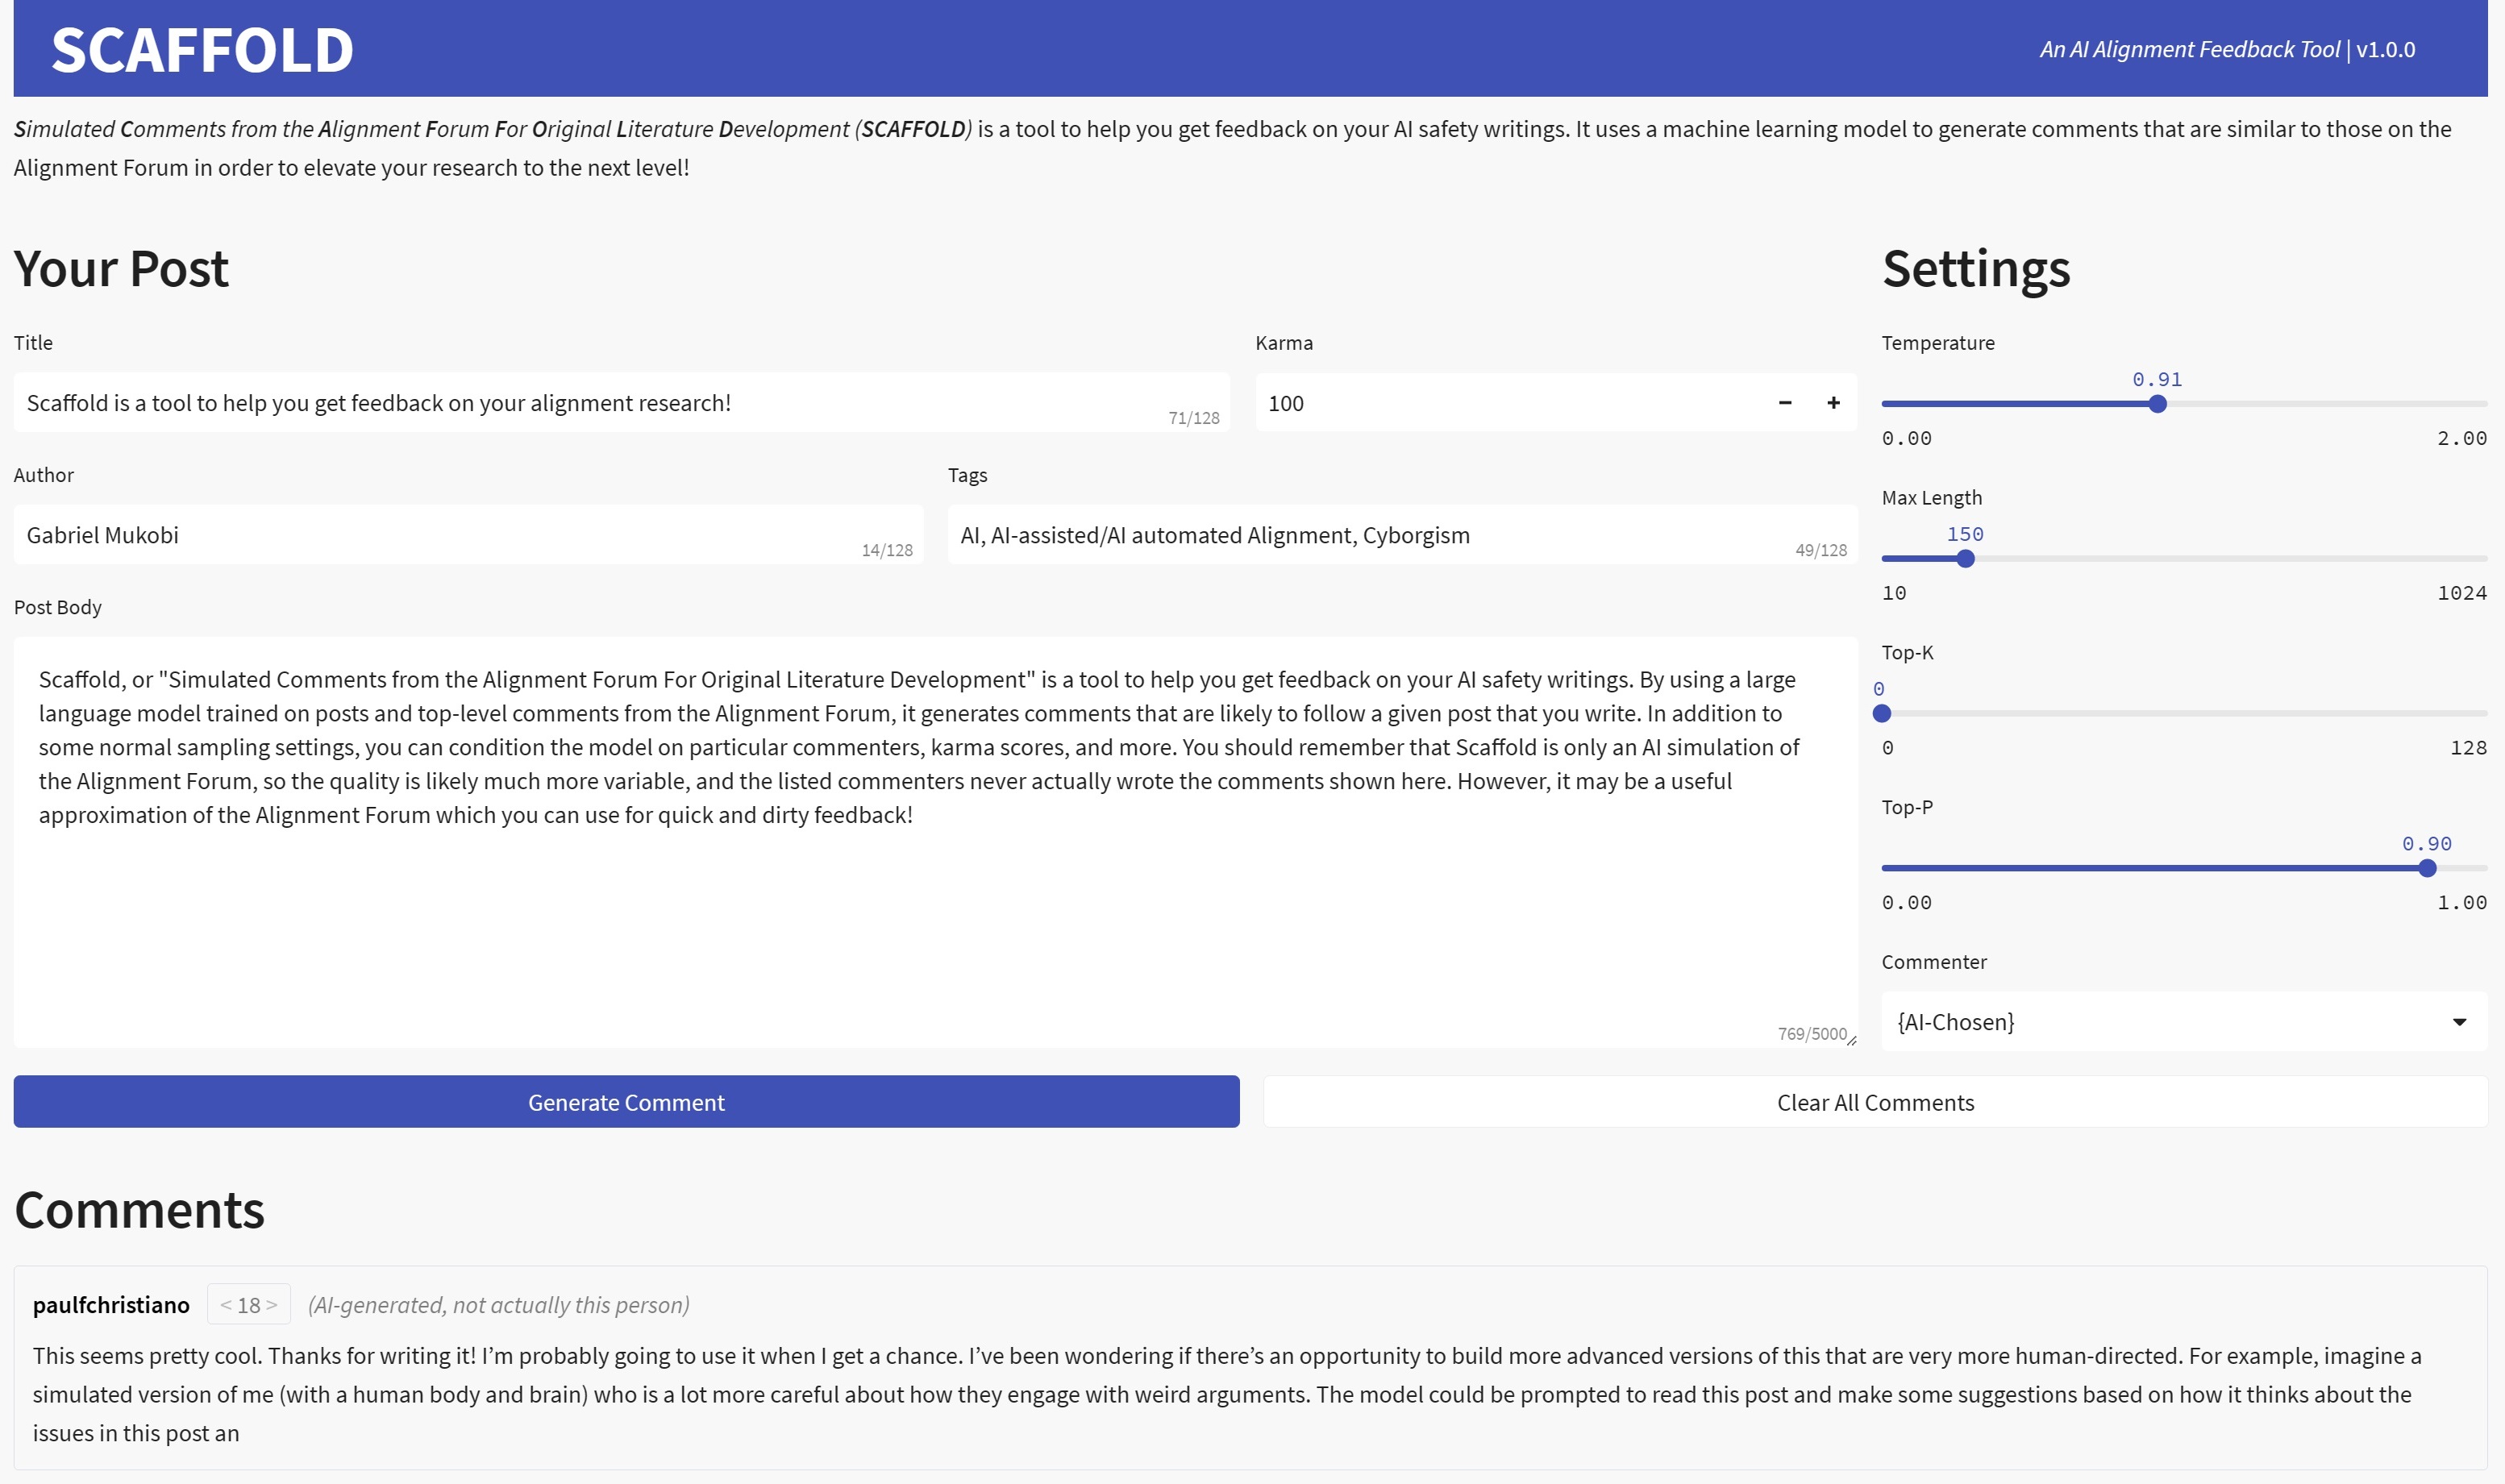 SCAFFOLD
An AI Alignment Feedback Tool | v1.0.0
Simulated Comments from the Alignment Forum For Original Literature Development (SCAFFOLD) is a tool to help you get feedback on your AI safety writings. It uses a machine learning model to generate comments that are similar to those on the
Alignment Forum in order to elevate your research to the next level!
Your Post
Title
Scaffold is a tool to help you get feedback on your alignment research!
71/128
Karma
100
− +
Author
Gabriel Mukobi
14/128
Tags
AI, AI-assisted/AI automated Alignment, Cyborgism
49/128
Post Body
Scaffold, or "Simulated Comments from the Alignment Forum For Original Literature Development" is a tool to help you get feedback on your AI safety writings. By using a large
language model trained on posts and top-level comments from the Alignment Forum, it generates comments that are likely to follow a given post that you write. In addition to
some normal sampling settings, you can condition the model on particular commenters, karma scores, and more. You should remember that Scaffold is only an AI simulation of
the Alignment Forum, so the quality is likely much more variable, and the listed commenters never actually wrote the comments shown here. However, it may be a useful
approximation of the Alignment Forum which you can use for quick and dirty feedback!
769/5000
Settings
Temperature
0.91
0.00 2.00
Max Length
150
10 1024
Top-K
0
0 128
Top-P
0.90
0.00 1.00
Commenter
{AI-Chosen}
Generate Comment
Clear All Comments
Comments
paulfchristiano < 18 > (AI-generated, not actually this person)
This seems pretty cool. Thanks for writing it! I’m probably going to use it when I get a chance. I’ve been wondering if there’s an opportunity to build more advanced versions of this that are very more human-directed. For example, imagine a
simulated version of me (with a human body and brain) who is a lot more careful about how they engage with weird arguments. The model could be prompted to read this post and make some suggestions based on how it thinks about the
issues in this post an